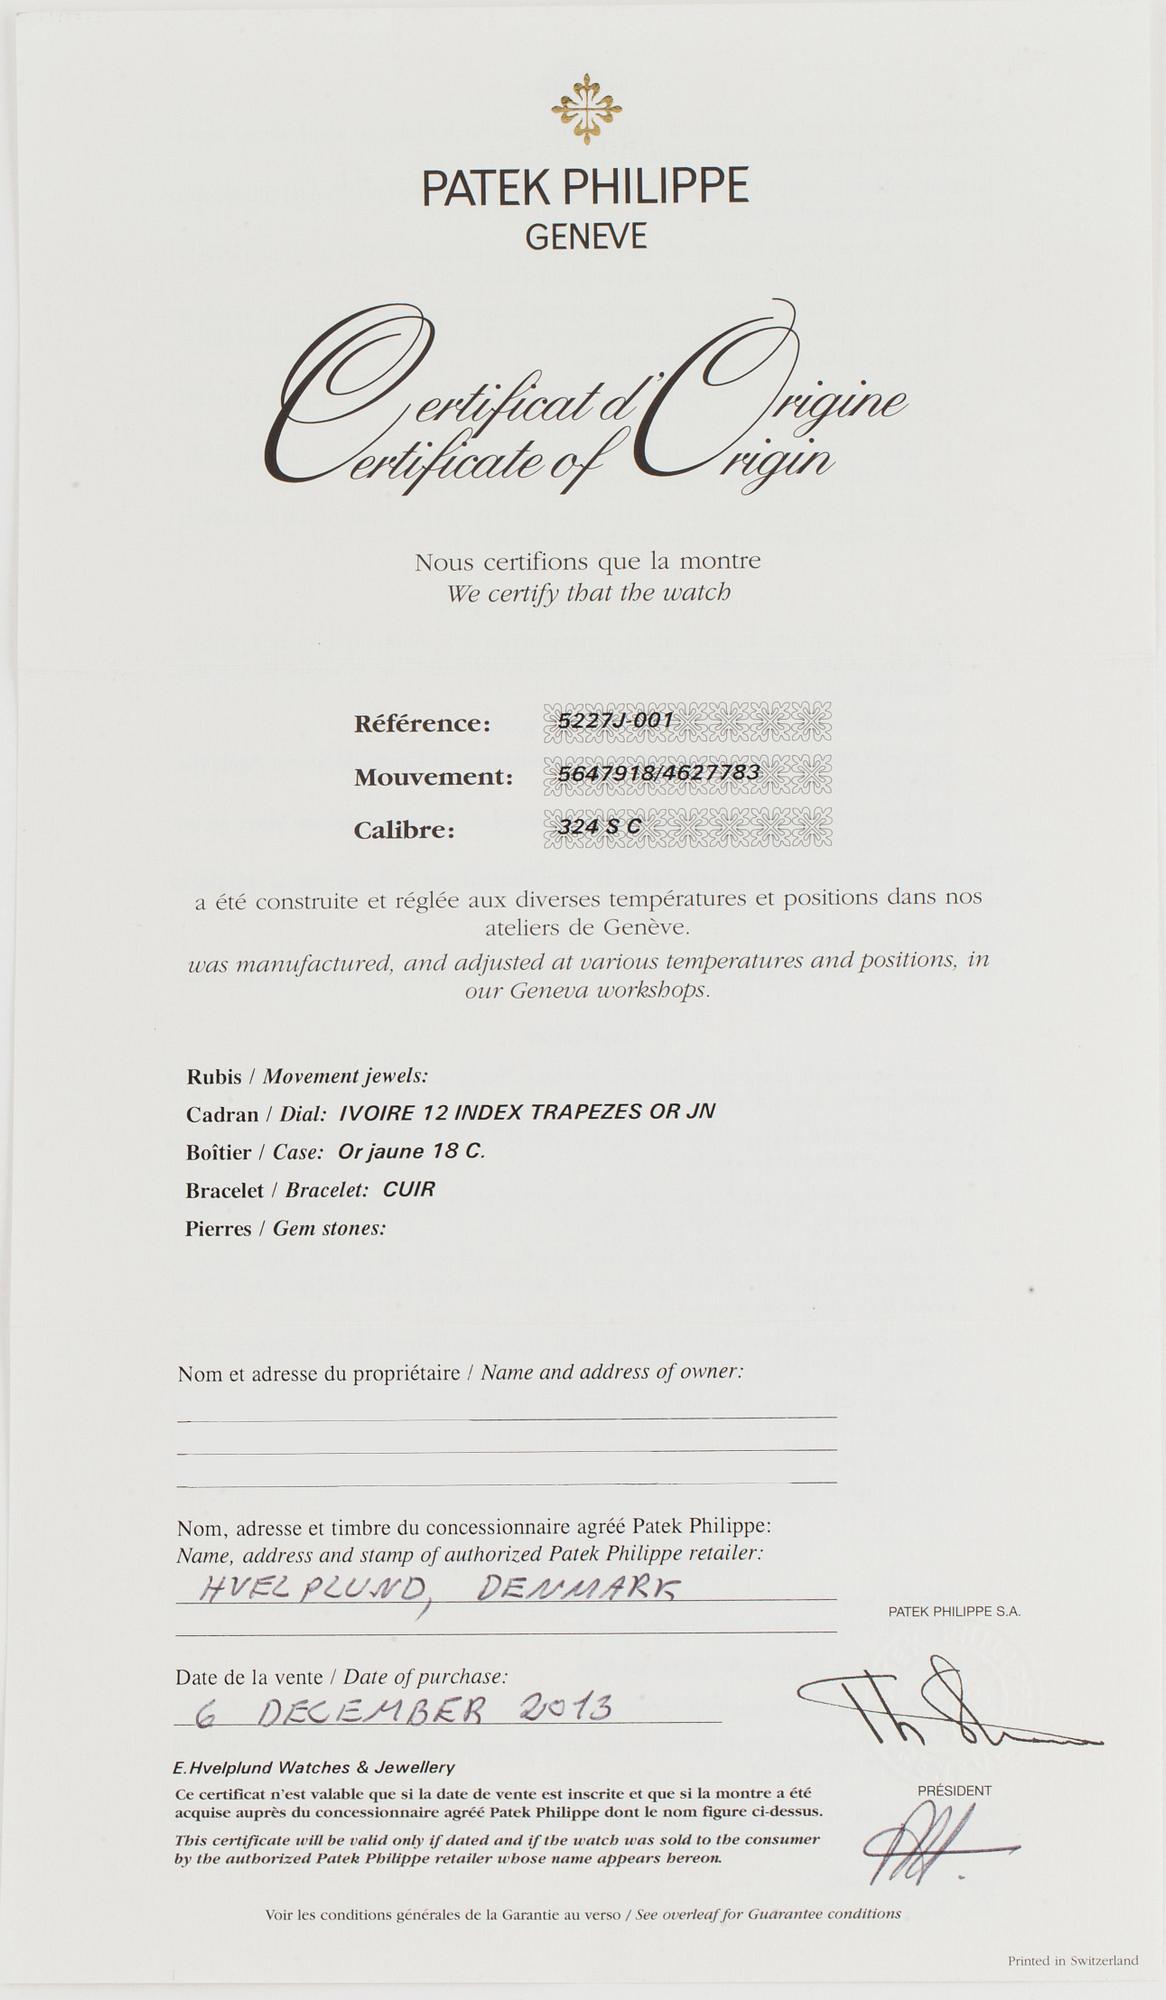 PATEK PHILIPPE
GENEVE
Certificat d'Origine
Certificate of Origin
Nous certifions que la montre
We certify that the watch
Référence: 5227J-001
Mouvement: 5647918/4627783
Calibre: 324 S C
a été construite et réglée aux diverses températures et positions dans nos
ateliers de Genève.
was manufactured, and adjusted at various temperatures and positions, in
our Geneva workshops.
Rubis / Movement jewels:
Cadran / Dial: IVOIRE 12 INDEX TRAPEZES OR JN
Boîtier / Case: Or jaune 18 C.
Bracelet / Bracelet: CUIR
Pierres / Gem stones:
Nom et adresse du propriétaire / Name and address of owner:
Nom, adresse et timbre du concessionnaire agréé Patek Philippe:
Name, address and stamp of authorized Patek Philippe retailer:
HVELPLUND, DENMARK
PATEK PHILIPPE S.A.
Date de la vente / Date of purchase:
6 DECEMBER 2013
E.Hvelplund Watches & Jewellery
PRÉSIDENT
Ce certificat n'est valable que si la date de vente est inscrite et que si la montre a été
acquise auprès du concessionnaire agréé Patek Philippe dont le nom figure ci-dessus.
This certificate will be valid only if dated and if the watch was sold to the consumer
by the authorized Patek Philippe retailer whose name appears hereon.
Voir les conditions générales de la Garantie au verso / See overleaf for Guarantee conditions
Printed in Switzerland